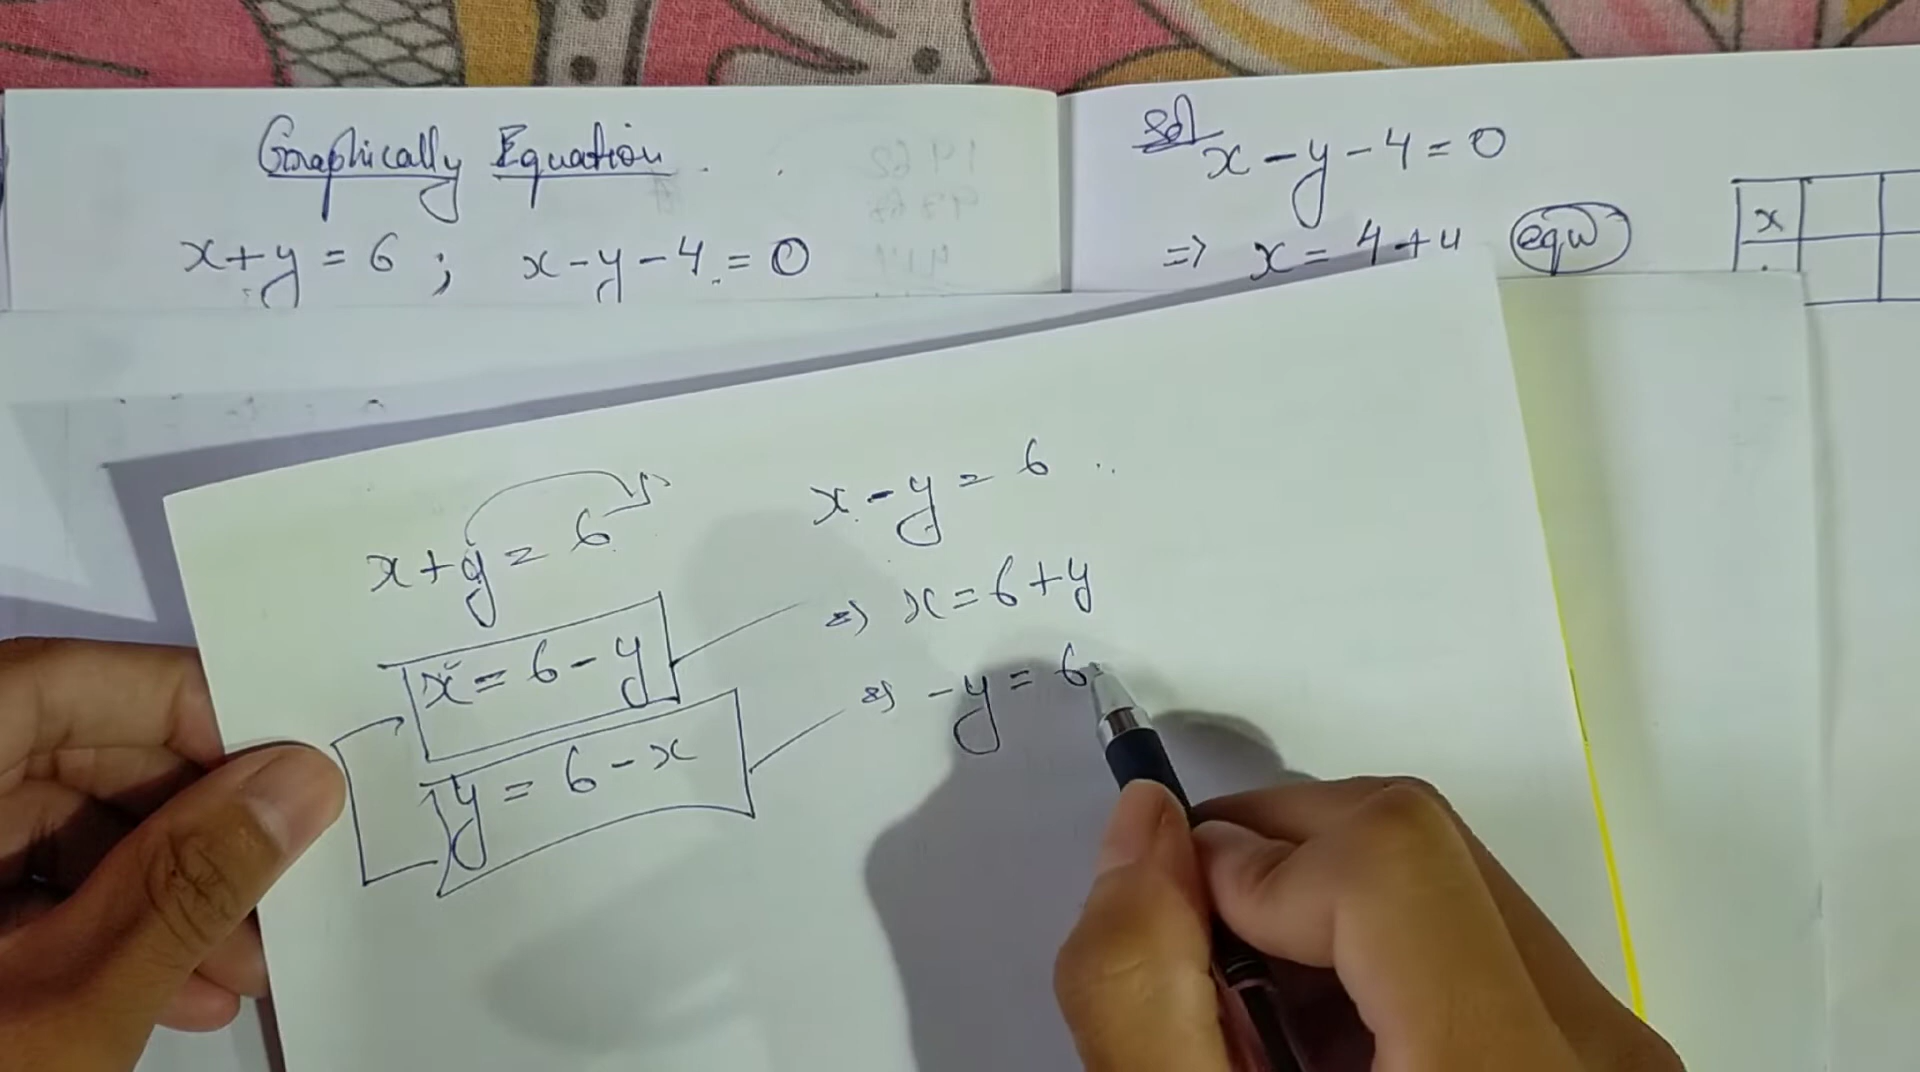 Graphically Equation .
x+y = 6 ; x-y-4 = 0
Sol x-y-4=0
=> x = 4+y eqⁿ
x
x+y = 6
x = 6-y
y = 6-x
x-y = 6
=> x = 6+y
=> -y = 6-